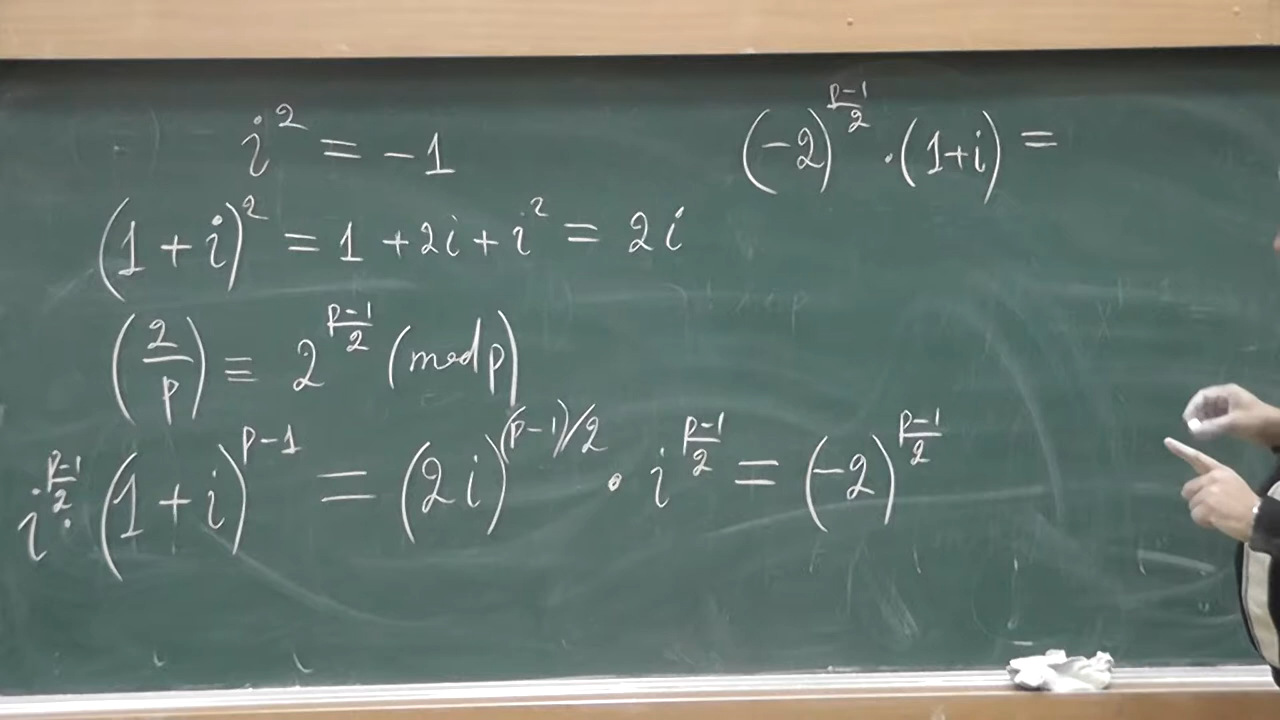 i² = -1
(1 + i)² = 1 + 2i + i² = 2i
(2/p) ≡ 2^((p-1)/2) (mod p)
i^((p-1)/2) · (1 + i)^(p-1) = (2i)^((p-1)/2) · i^((p-1)/2) = (-2)^((p-1)/2)
(-2)^((p-1)/2) · (1+i) =